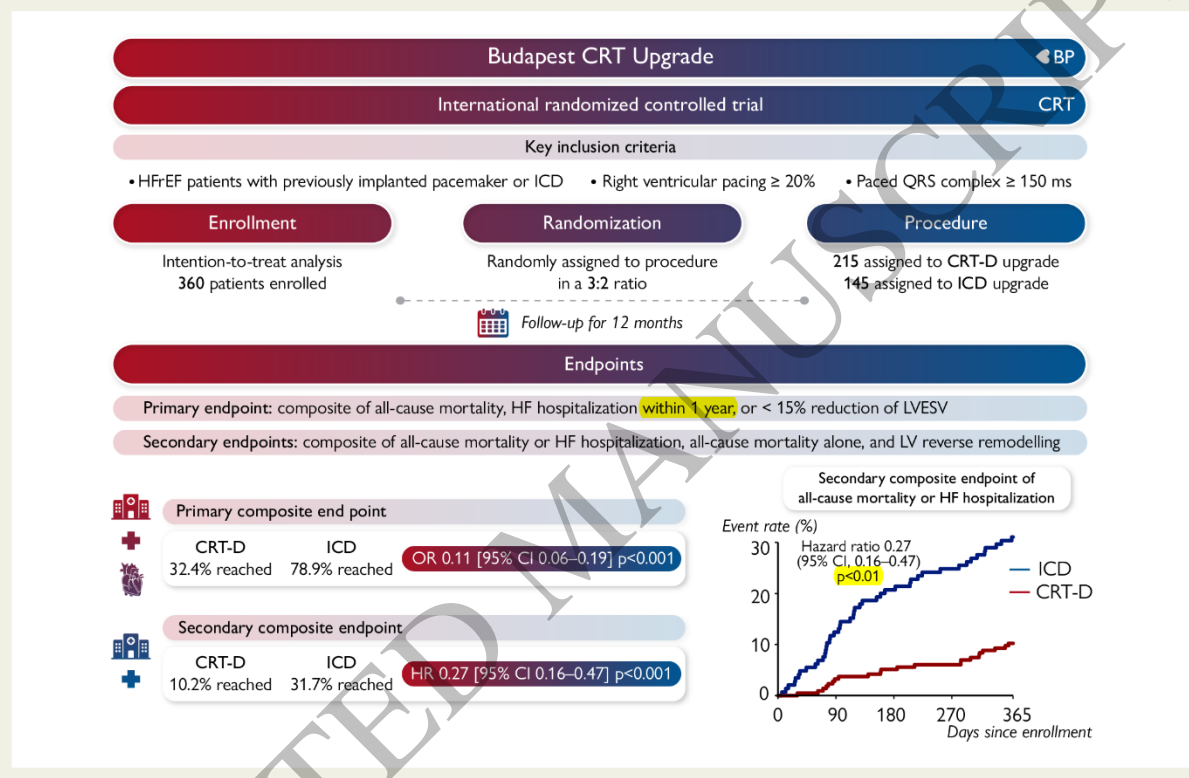 Budapest CRT Upgrade
BP
International randomized controlled trial
CRT
Key inclusion criteria
• HFrEF patients with previously implanted pacemaker or ICD • Right ventricular pacing ≥ 20% • Paced QRS complex ≥ 150 ms
Enrollment
Randomization
Procedure
Intention-to-treat analysis
360 patients enrolled
Randomly assigned to procedure
in a 3:2 ratio
215 assigned to CRT-D upgrade
145 assigned to ICD upgrade
Follow-up for 12 months
Endpoints
Primary endpoint: composite of all-cause mortality, HF hospitalization within 1 year, or < 15% reduction of LVESV
Secondary endpoints: composite of all-cause mortality or HF hospitalization, all-cause mortality alone, and LV reverse remodelling
Primary composite end point
CRT-D
32.4% reached
ICD
78.9% reached
OR 0.11 [95% CI 0.06–0.19] p<0.001
Secondary composite endpoint
CRT-D
10.2% reached
ICD
31.7% reached
HR 0.27 [95% CI 0.16–0.47] p<0.001
Secondary composite endpoint of
all-cause mortality or HF hospitalization
Event rate (%)
30
20
10
0
Hazard ratio 0.27
(95% CI, 0.16–0.47)
p<0.01
ICD
CRT-D
0 90 180 270 365
Days since enrollment
TED MANUSCRIP